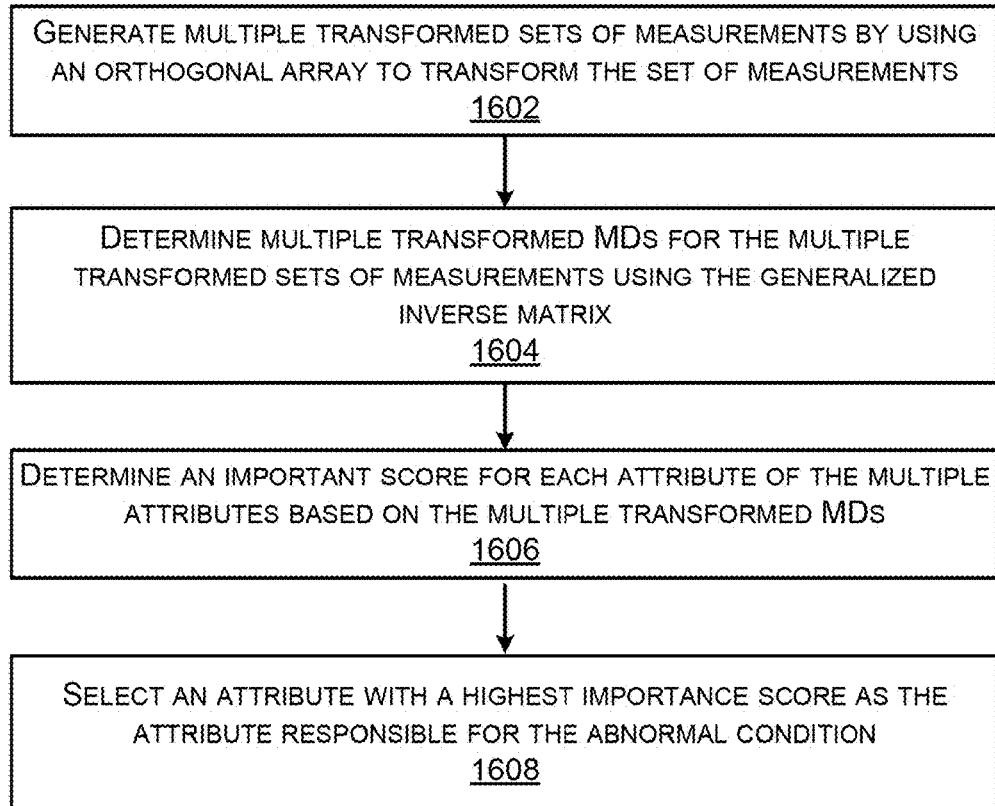 GENERATE MULTIPLE TRANSFORMED SETS OF MEASUREMENTS BY USING
AN ORTHOGONAL ARRAY TO TRANSFORM THE SET OF MEASUREMENTS
1602
DETERMINE MULTIPLE TRANSFORMED MDS FOR THE MULTIPLE
TRANSFORMED SETS OF MEASUREMENTS USING THE GENERALIZED
INVERSE MATRIX
1604
DETERMINE AN IMPORTANT SCORE FOR EACH ATTRIBUTE OF THE MULTIPLE
ATTRIBUTES BASED ON THE MULTIPLE TRANSFORMED MDS
1606
SELECT AN ATTRIBUTE WITH A HIGHEST IMPORTANCE SCORE AS THE
ATTRIBUTE RESPONSIBLE FOR THE ABNORMAL CONDITION
1608